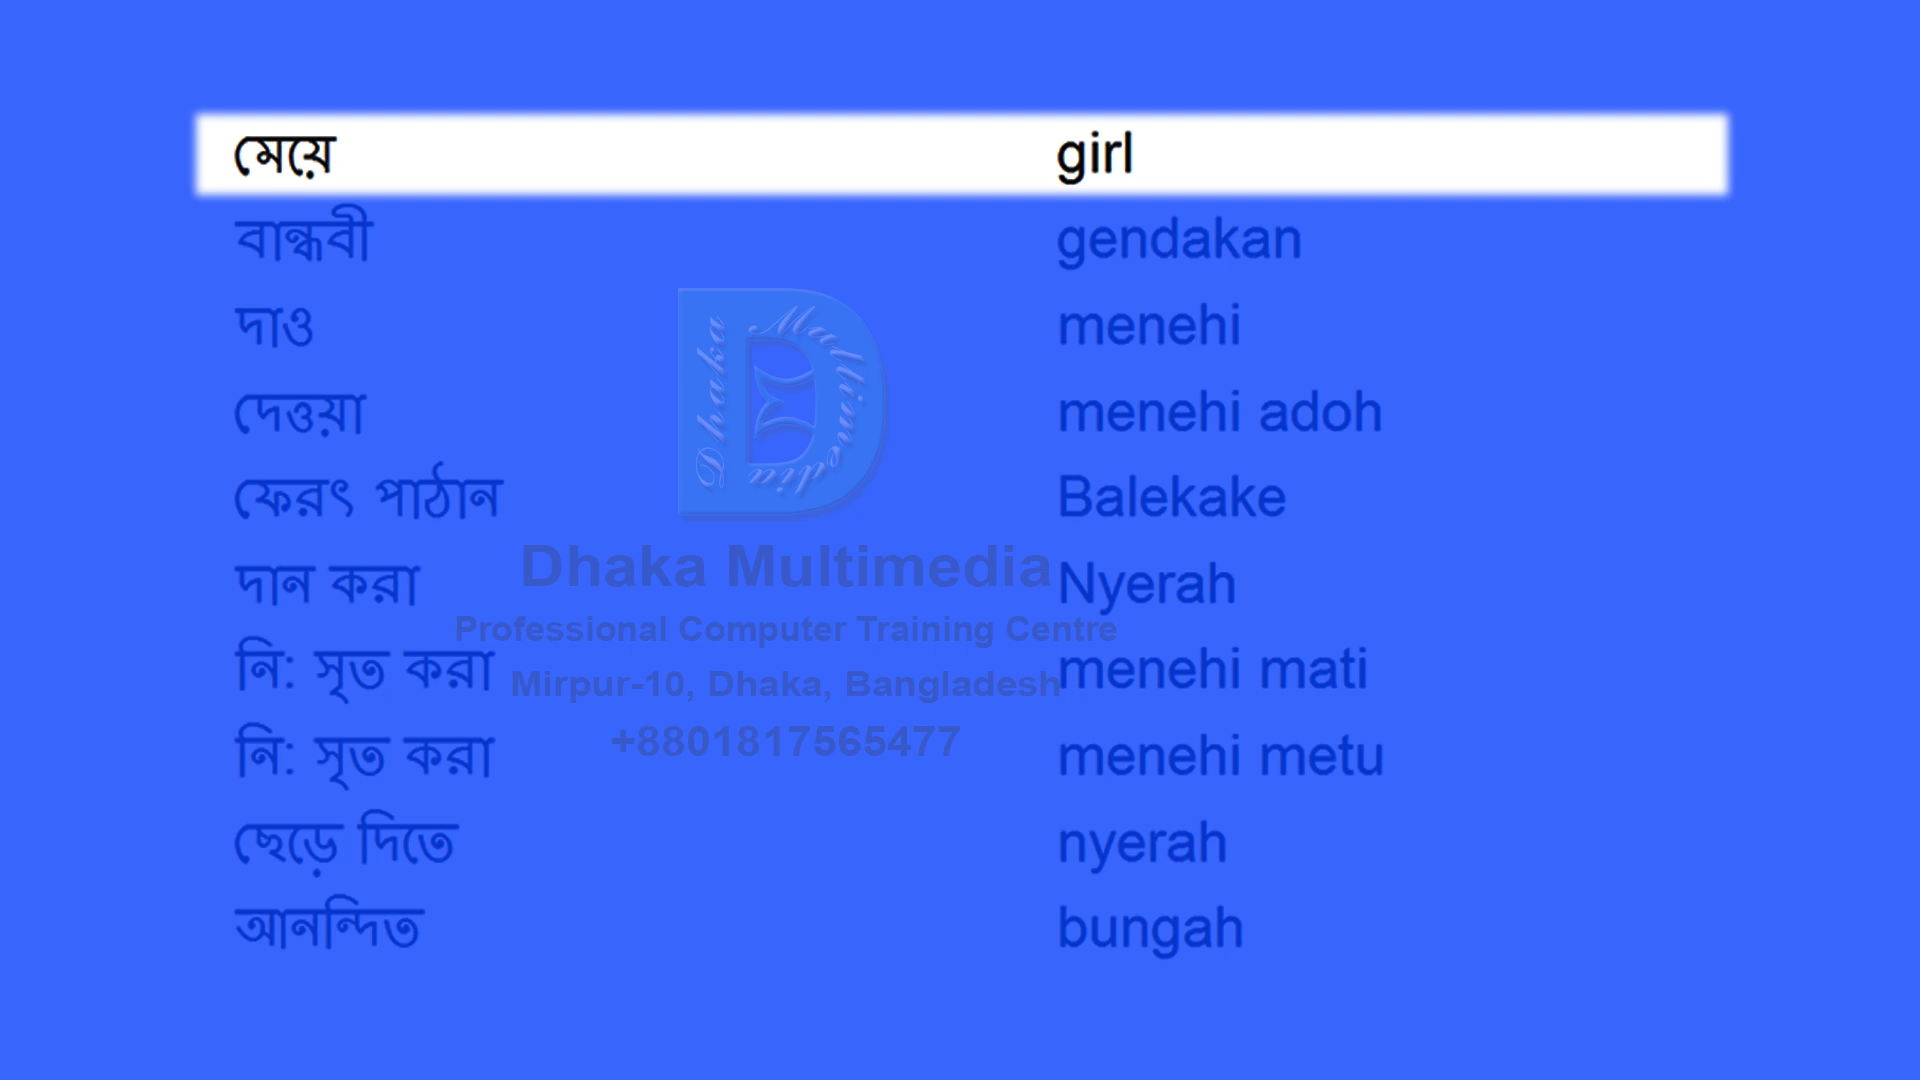 মেয়ে girl
বান্ধবী gendakan
দাও menehi
দেত্তয়া menehi adoh
ফেরৎ পাঠান Balekake
দান করা Nyerah
নি: সৃত করা menehi mati
নি: সৃত করা menehi metu
ছেড়ে দিতে nyerah
আনন্দিত bungah
Dhaka Multimedia
Dhaka Multimedia
Professional Computer Training Centre
Mirpur-10, Dhaka, Bangladesh
+8801817565477